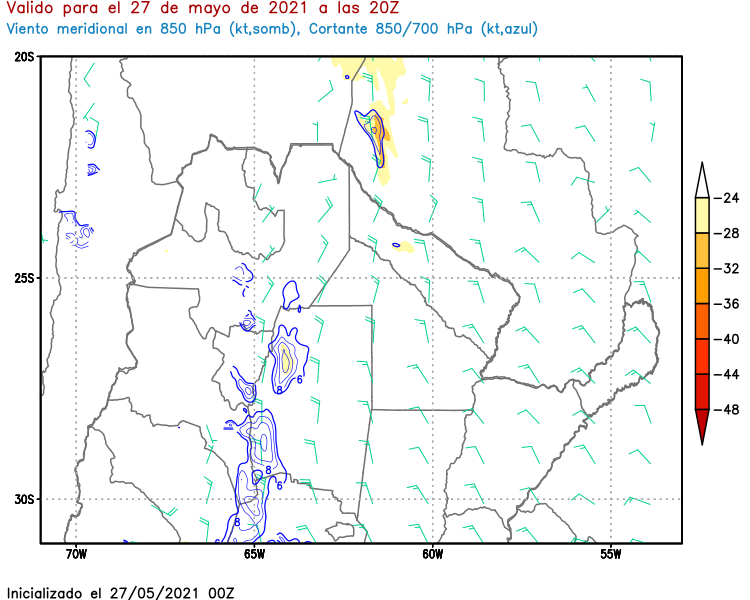 Valido para el 27 de mayo de 2021 a las 20Z
Viento meridional en 850 hPa (kt,somb), Cortante 850/700 hPa (kt,azul)
20S
-24
-28
25S
-32
-36
-40
6
8
-44
-48
8
6
30S
8
70W 65W 60W 55W
Inicializado el 27/05/2021 00Z